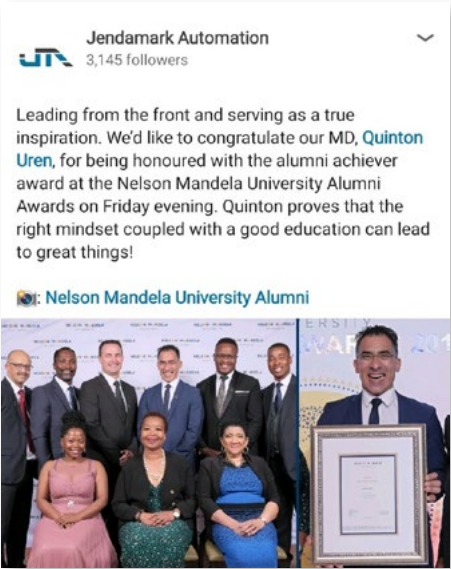 Jendamark Automation
3,145 followers
Leading from the front and serving as a true
inspiration. We'd like to congratulate our MD, Quinton
Uren, for being honoured with the alumni achiever
award at the Nelson Mandela University Alumni
Awards on Friday evening. Quinton proves that the
right mindset coupled with a good education can lead
to great things!
: Nelson Mandela University Alumni